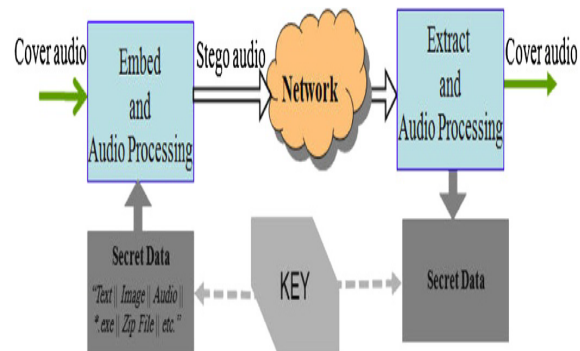 Cover audio
Embed
and
Audio Processing
Stego audio
Network
Extract
and
Audio Processing
Cover audio
Secret Data
"Text || Image || Audio ||
*.exe || Zip File || etc."
KEY
Secret Data